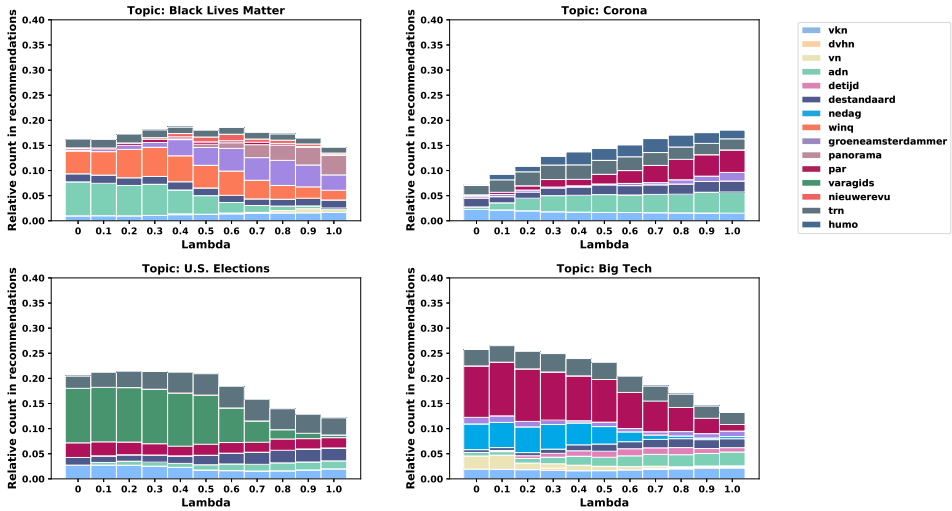 Topic: Black Lives Matter
Relative count in recommendations
0.40
0.35
0.30
0.25
0.20
0.15
0.10
0.05
0.00
0 0.1 0.2 0.3 0.4 0.5 0.6 0.7 0.8 0.9 1.0
Lambda
Topic: Corona
Relative count in recommendations
0.40
0.35
0.30
0.25
0.20
0.15
0.10
0.05
0.00
0 0.1 0.2 0.3 0.4 0.5 0.6 0.7 0.8 0.9 1.0
Lambda
vkn
dvhn
vn
adn
detijd
destandaard
nedag
winq
groeneamsterdammer
panorama
par
varagids
nieuwerevu
trn
humo
Topic: U.S. Elections
Relative count in recommendations
0.40
0.35
0.30
0.25
0.20
0.15
0.10
0.05
0.00
0 0.1 0.2 0.3 0.4 0.5 0.6 0.7 0.8 0.9 1.0
Lambda
Topic: Big Tech
Relative count in recommendations
0.40
0.35
0.30
0.25
0.20
0.15
0.10
0.05
0.00
0 0.1 0.2 0.3 0.4 0.5 0.6 0.7 0.8 0.9 1.0
Lambda